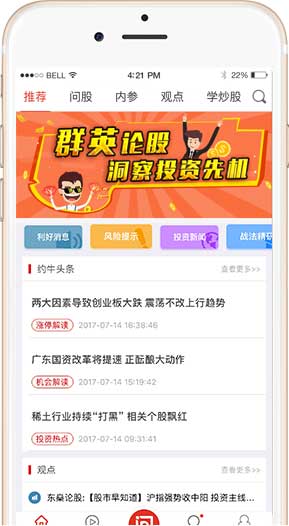 BELL 4:21 PM 22%
推荐 问股 内参 观点 学炒股
群英论股
洞察投资先机
利好消息 风险提示 投资新闻 战法精研
约牛头条 查看更多>>
两大因素导致创业板大跌 震荡不改上行趋势
涨停解读 2017-07-14 16:38:46
广东国资改革将提速 正酝酿大动作
机会解读 2017-07-14 15:19:42
稀土行业持续“打黑” 相关个股飘红
投资热点 2017-07-14 09:31:41
观点 查看更多>>
东燊论股:【股市早知道】沪指强势收中阳 投资主线...
问